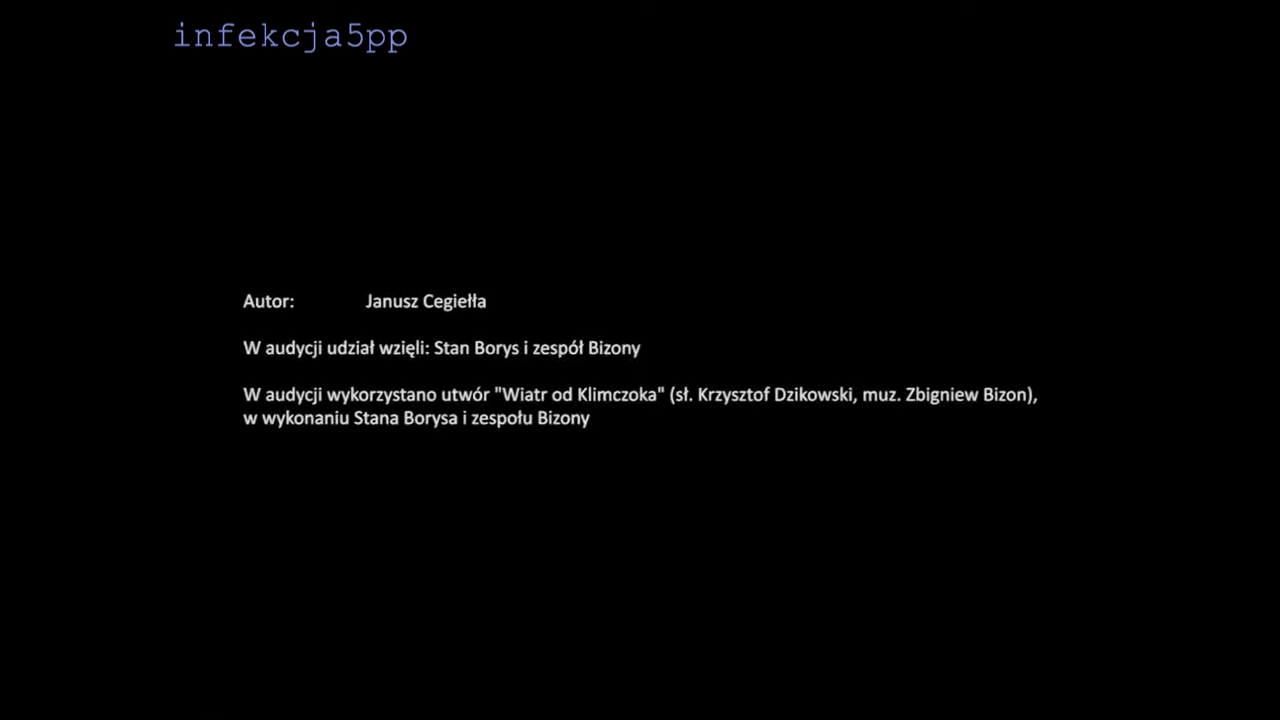 infekcja5pp
Autor: Janusz Cegiełła
W audycji udział wzięli: Stan Borys i zespół Bizony
W audycji wykorzystano utwór "Wiatr od Klimczoka" (sł. Krzysztof Dzikowski, muz. Zbigniew Bizon),
w wykonaniu Stana Borysa i zespołu Bizony